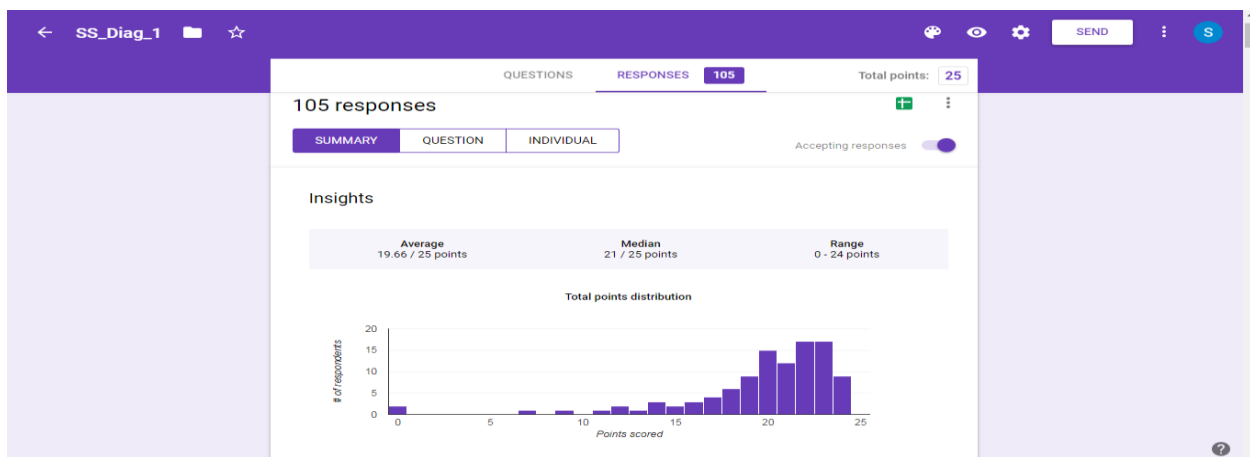 SS_Diag_1
SEND
S
QUESTIONS RESPONSES 105 Total points: 25
105 responses
SUMMARY QUESTION INDIVIDUAL Accepting responses
Insights
Average Median Range
19.66 / 25 points 21 / 25 points 0 - 24 points
Total points distribution
# of respondents
20
15
10
5
0
0 5 10 15 20 25
Points scored
?